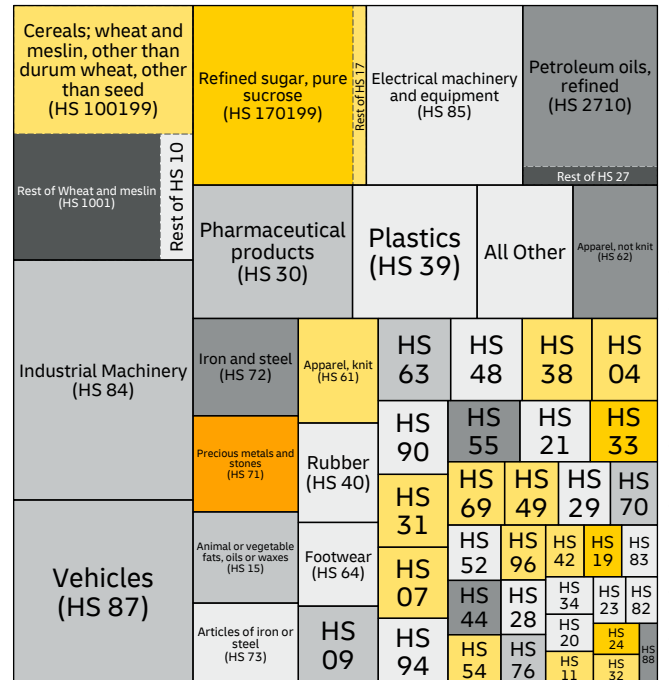 Cereals; wheat and
meslin, other than
durum wheat, other
than seed
(HS 100199)
Rest of Wheat and meslin
(HS 1001)
Rest of HS 10
Refined sugar, pure
sucrose
(HS 170199)
Rest of HS 17
Electrical machinery
and equipment
(HS 85)
Petroleum oils,
refined
(HS 2710)
Rest of HS 27
Pharmaceutical
products
(HS 30)
Plastics
(HS 39)
All Other
Apparel, not knit
(HS 62)
Industrial Machinery
(HS 84)
Vehicles
(HS 87)
Iron and steel
(HS 72)
Precious metals and
stones
(HS 71)
Animal or vegetable
fats, oils or waxes
(HS 15)
Articles of iron or
steel
(HS 73)
Apparel, knit
(HS 61)
Rubber
(HS 40)
Footwear
(HS 64)
HS
09
HS
63
HS
48
HS
38
HS
04
HS
90
HS
55
HS
21
HS
33
HS
31
HS
69
HS
49
HS
29
HS
70
HS
07
HS
52
HS
96
HS
42
HS
19
HS
83
HS
94
HS
44
HS
28
HS
34
HS
23
HS
82
HS
20
HS
24
HS
88
HS
54
HS
76
HS
11
HS
32